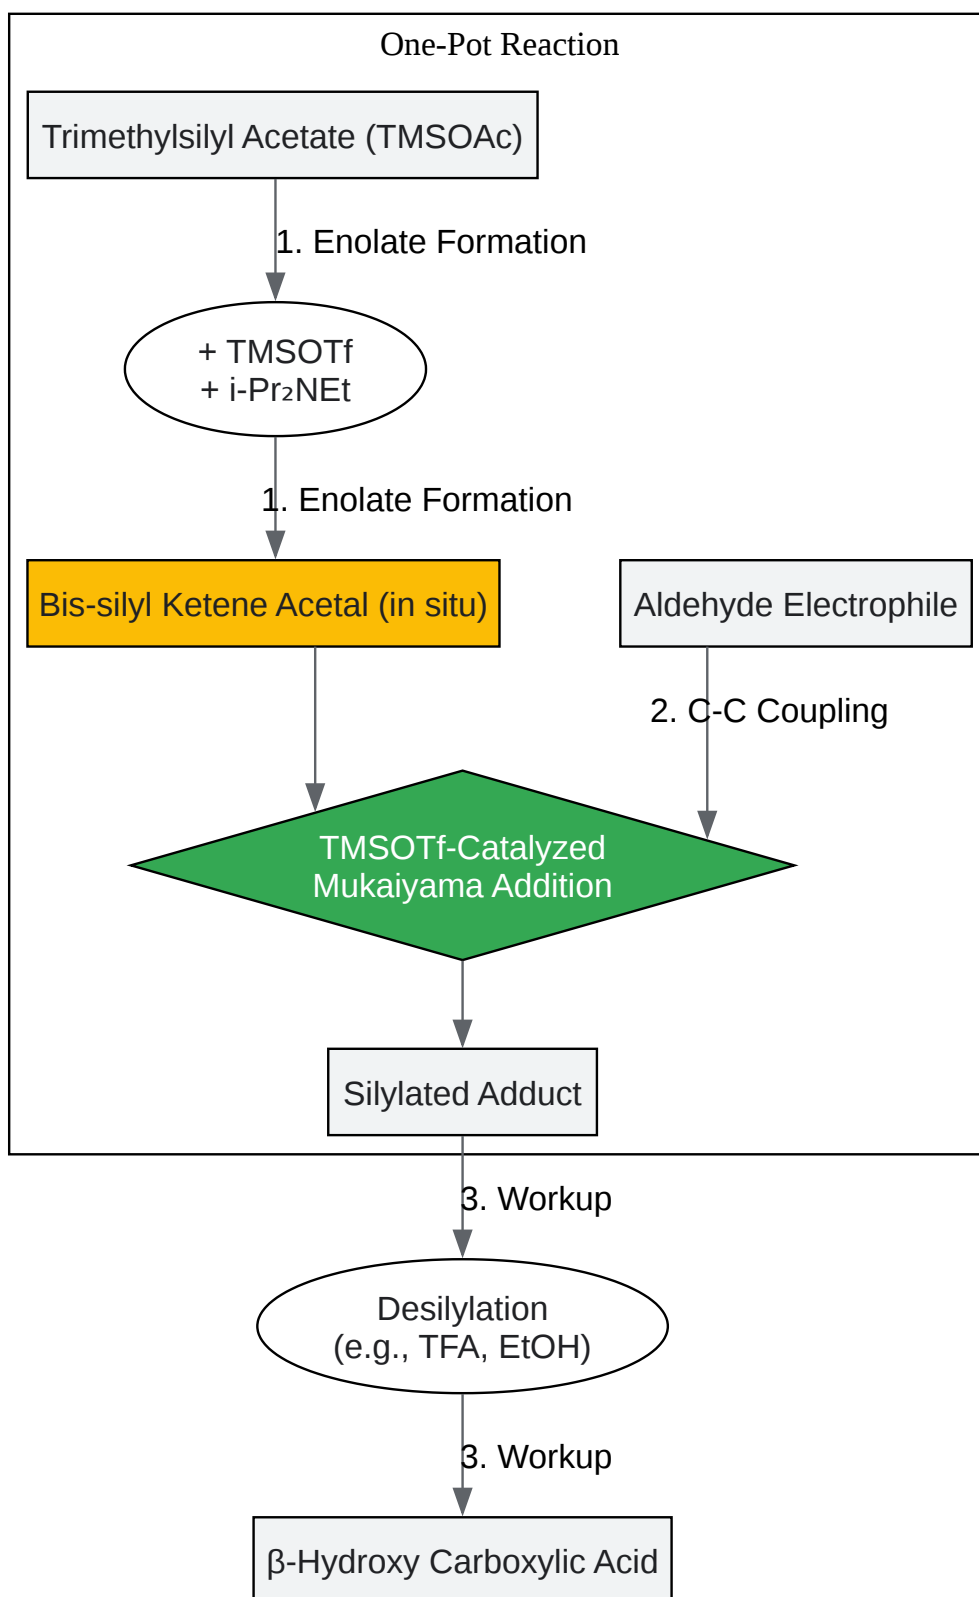 One-Pot Reaction
Trimethylsilyl Acetate (TMSOAc)
1. Enolate Formation
+ TMSOTf
+ i-Pr₂NEt
1. Enolate Formation
Bis-silyl Ketene Acetal (in situ)
Aldehyde Electrophile
2. C-C Coupling
TMSOTf-Catalyzed
Mukaiyama Addition
Silylated Adduct
3. Workup
Desilylation
(e.g., TFA, EtOH)
3. Workup
β-Hydroxy Carboxylic Acid